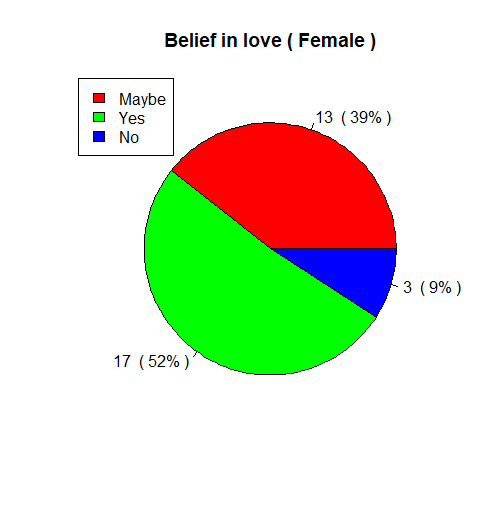 Belief in love ( Female )
Maybe
Yes
No
13 ( 39% )
3 ( 9% )
17 ( 52% )